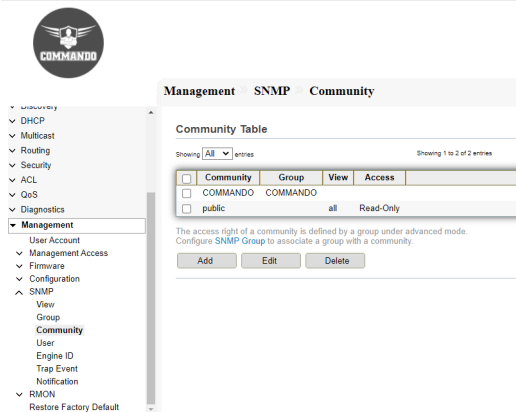 COMMANDO
Management SNMP Community
Discovery
DHCP
Multicast
Routing
Security
ACL
QoS
Diagnostics
Management
User Account
Management Access
Firmware
Configuration
SNMP
View
Group
Community
User
Engine ID
Trap Event
Notification
RMON
Restore Factory Default
Community Table
Showing All entries
Showing 1 to 2 of 2 entries
Community Group View Access
COMMANDO COMMANDO
public all Read-Only
The access right of a community is defined by a group under advanced mode.
Configure SNMP Group to associate a group with a community.
Add Edit Delete